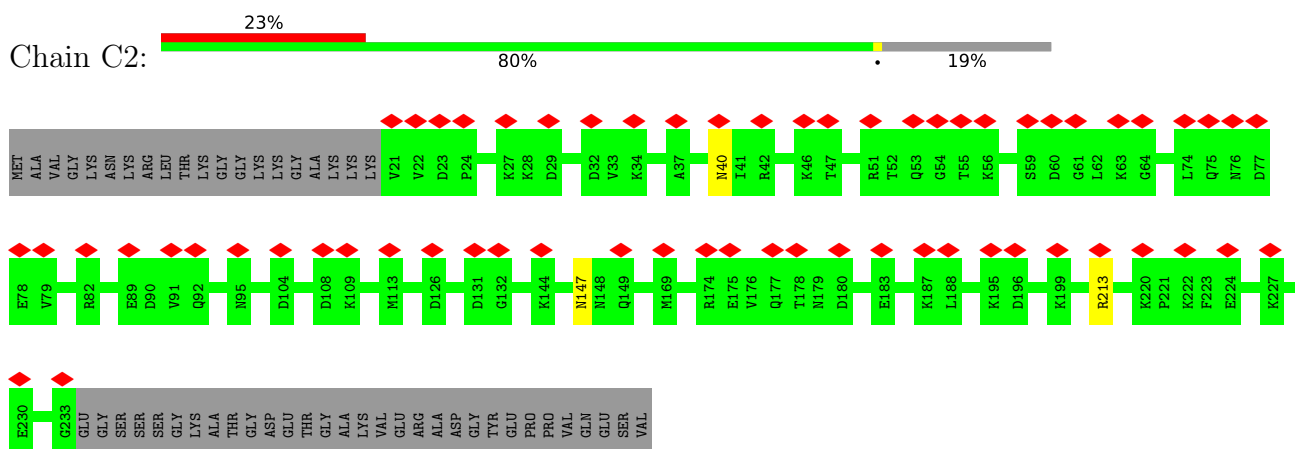 23%
Chain C2:
80% • 19%
MET ALA VAL GLY LYS ASN LYS ARG LEU THR LYS GLY GLY LYS LYS GLY ALA LYS LYS LYS V21 V22 D23 P24 K27 K28 D29 D32 V33 K34 A37 N40 I41 R42 K46 T47 R51 T52 Q53 G54 T55 K56 S59 D60 G61 L62 K63 G64 L74 Q75 N76 D77
E78 V79 R82 E89 D90 V91 Q92 N95 D104 D108 K109 M113 D126 D131 G132 K144 N147 N148 Q149 M169 R174 E175 V176 Q177 T178 N179 D180 E183 K187 L188 K195 D196 K199 R213 K220 P221 K222 F223 E224 K227
E230 G233 GLU GLY SER SER SER GLY LYS ALA THR GLY ASP GLU THR GLY ALA LYS VAL GLU ARG ALA ASP GLY TYR GLU PRO PRO VAL GLN GLU SER VAL